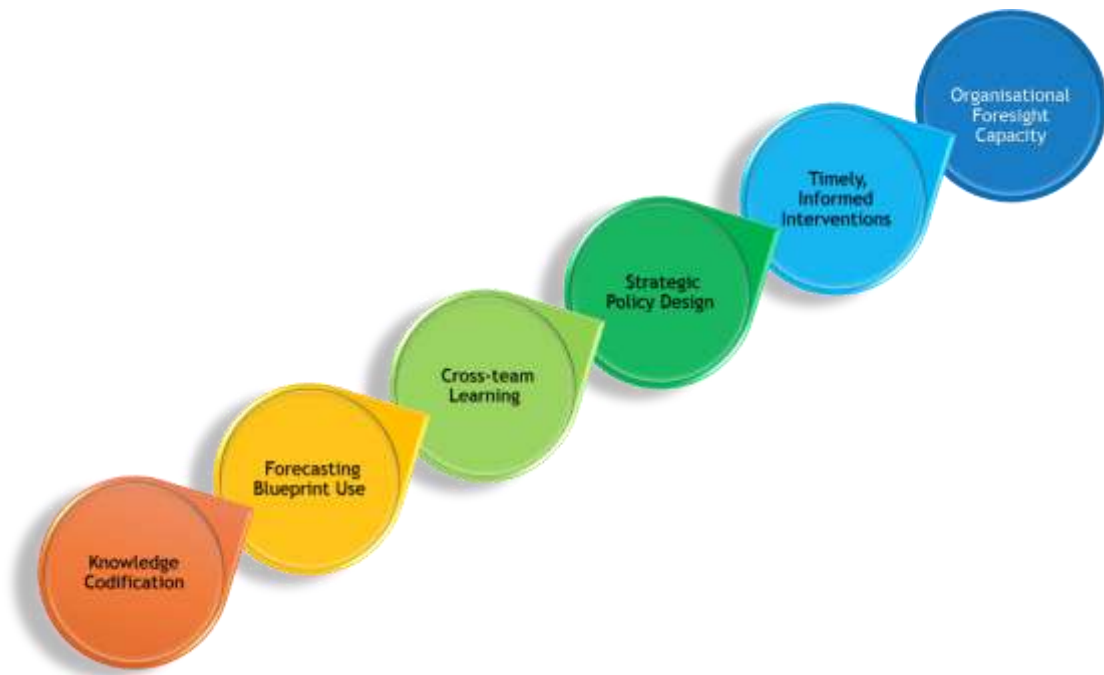 Organisational
Foresight
Capacity
Timely,
Informed
Interventions
Strategic
Policy Design
Cross-team
Learning
Forecasting
Blueprint Use
Knowledge
Codification